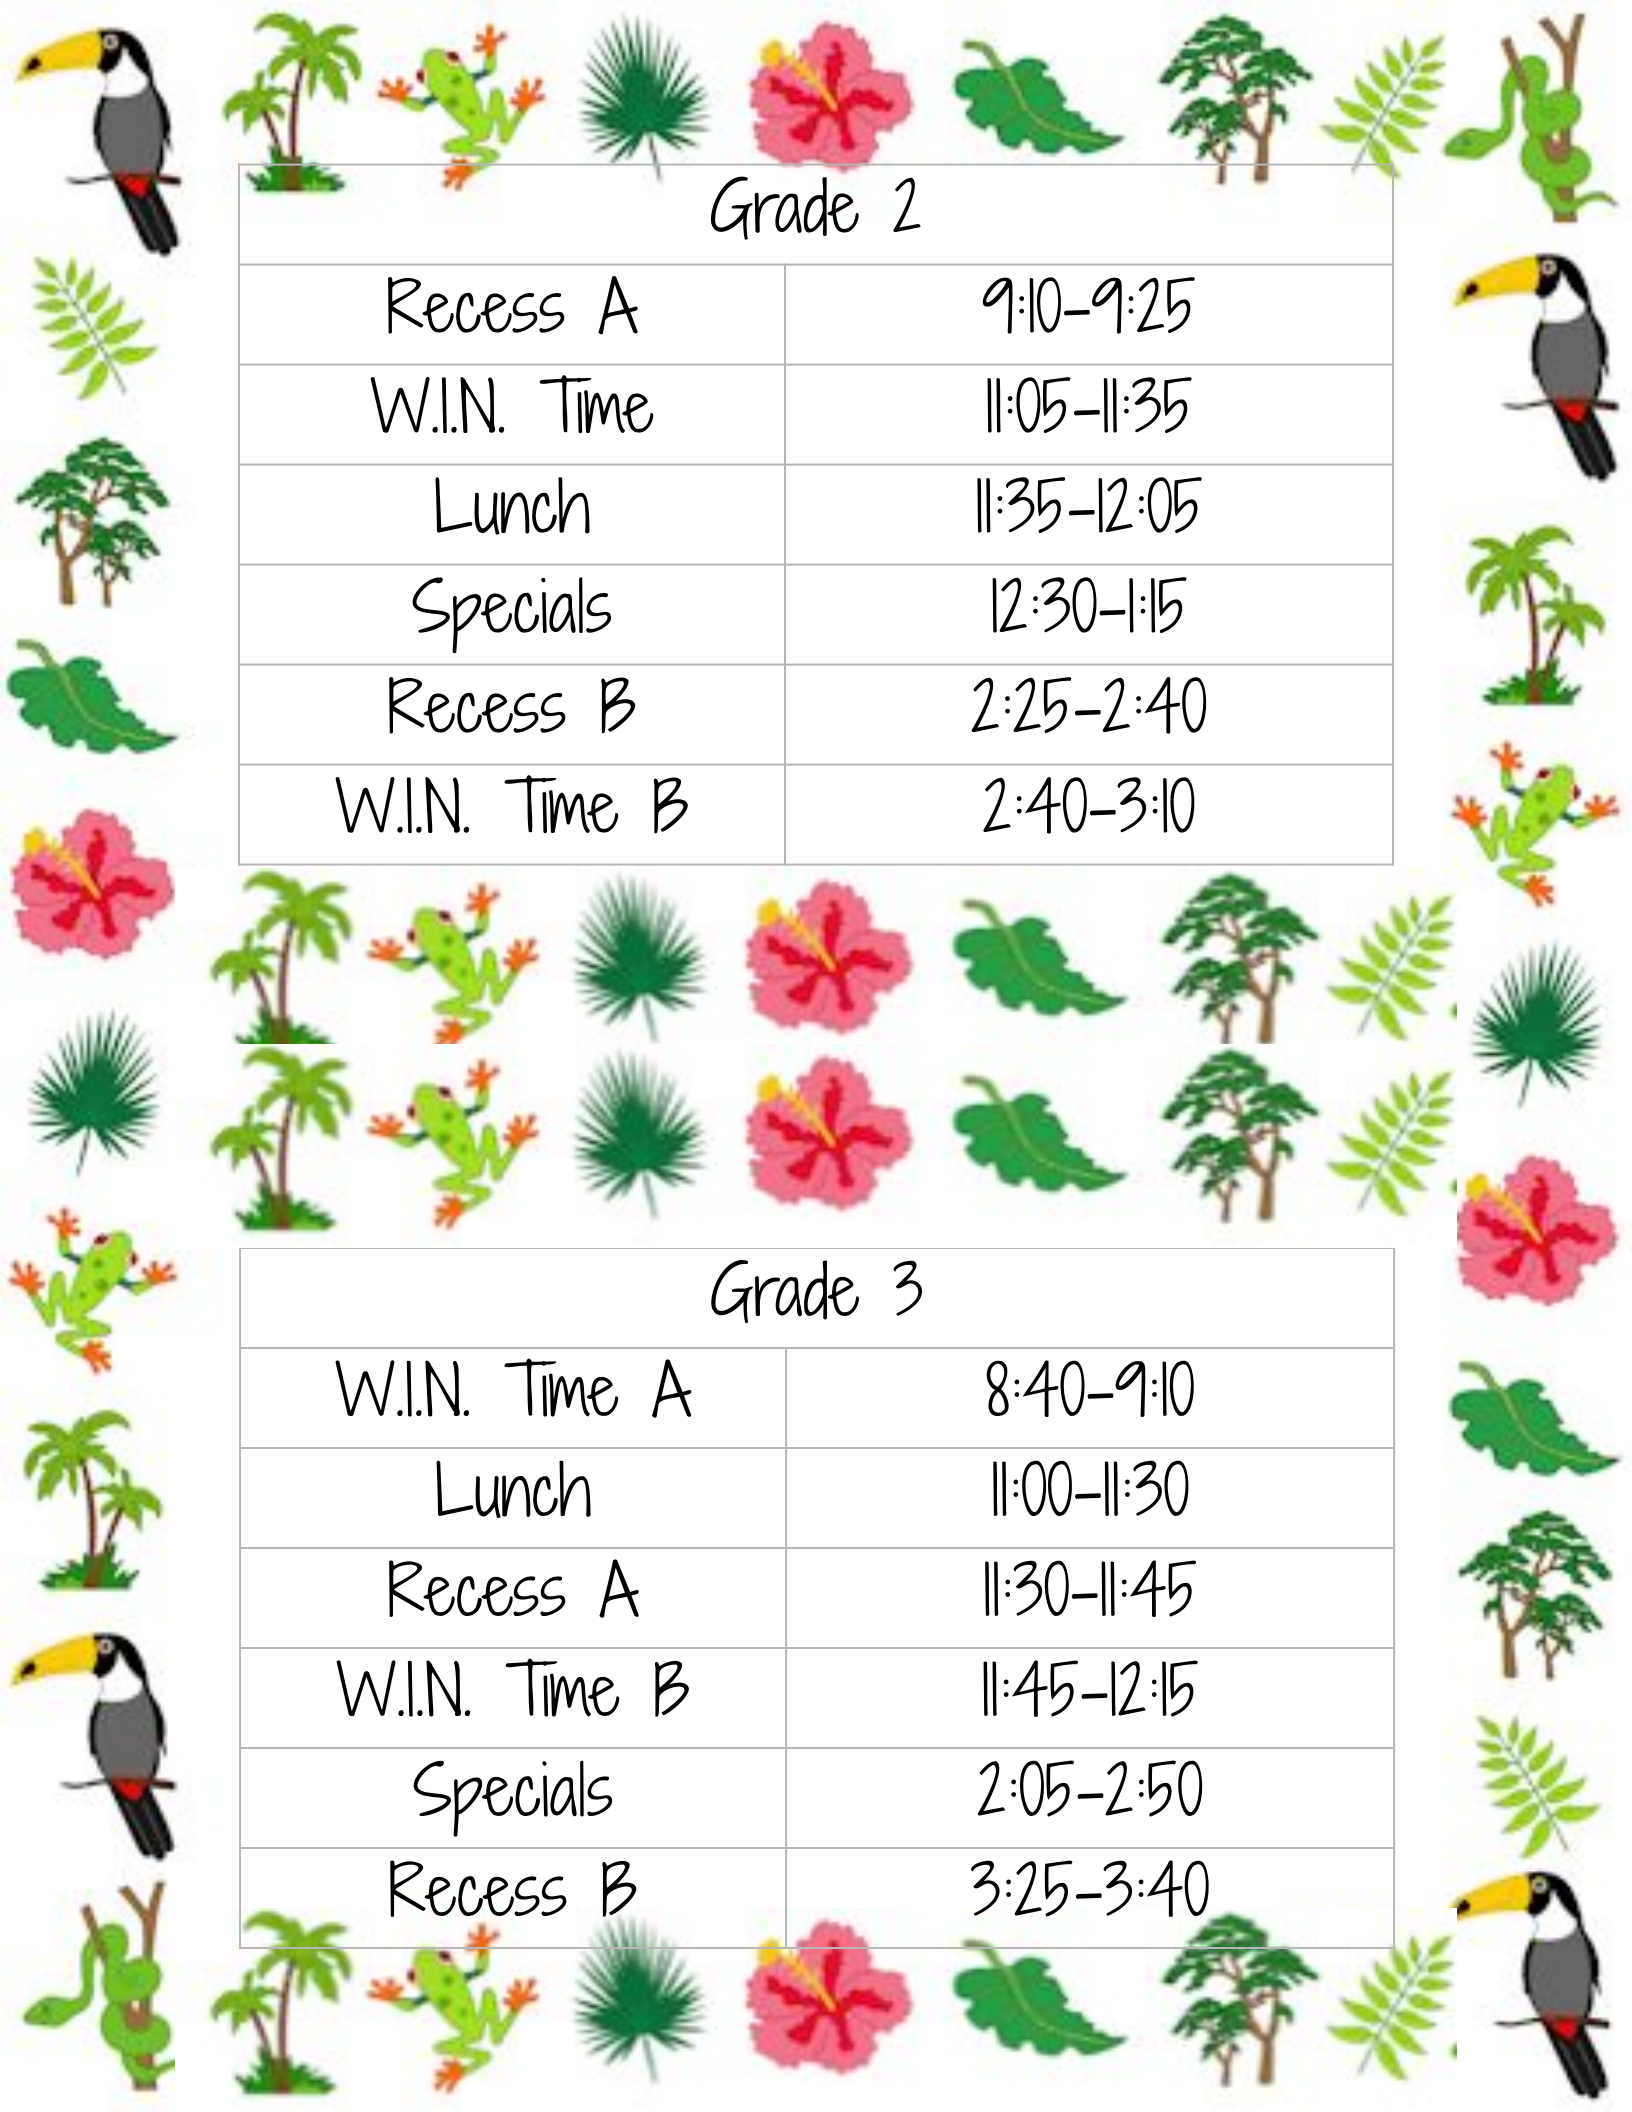 Grade 2
Recess A 9:10-9:25
W.I.N. Time 11:05-11:35
Lunch 11:35-12:05
Specials 12:30-1:15
Recess B 2:25-2:40
W.I.N. Time B 2:40-3:10
Grade 3
W.I.N. Time A 8:40-9:10
Lunch 11:00-11:30
Recess A 11:30-11:45
W.I.N. Time B 11:45-12:15
Specials 2:05-2:50
Recess B 3:25-3:40